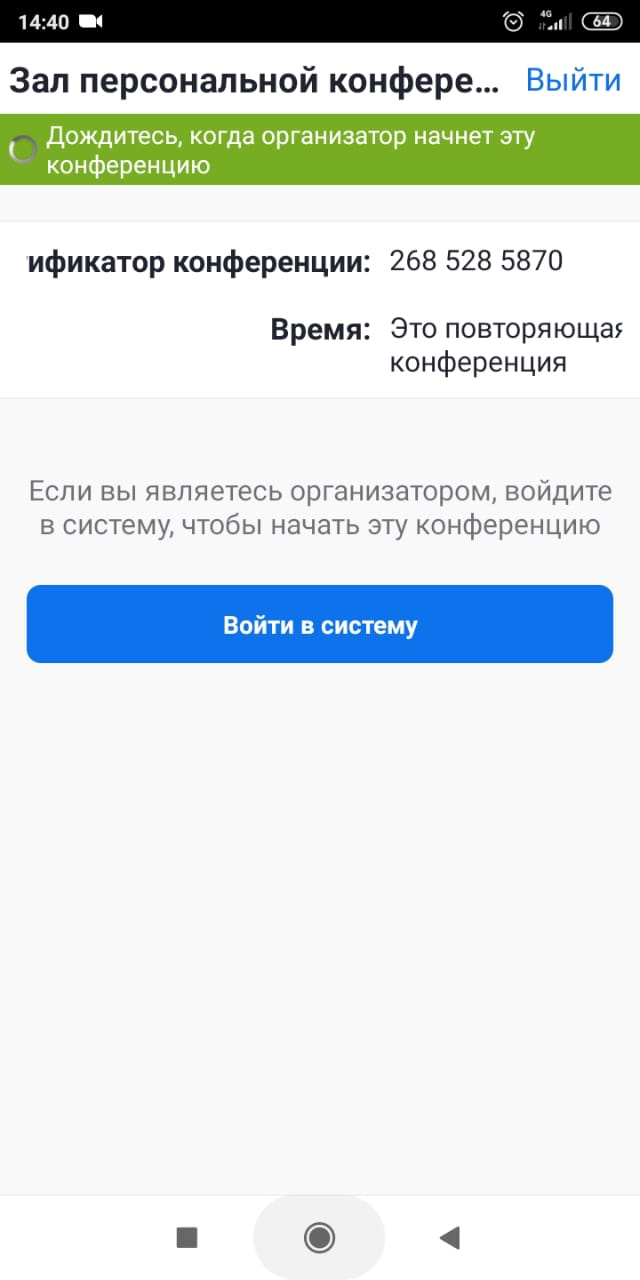 14:40 4G 64
Зал персональной конфере... Выйти
Дождитесь, когда организатор начнет эту
конференцию
ификатор конференции: 268 528 5870
Время: Это повторяющая
конференция
Если вы являетесь организатором, войдите
в систему, чтобы начать эту конференцию
Войти в систему